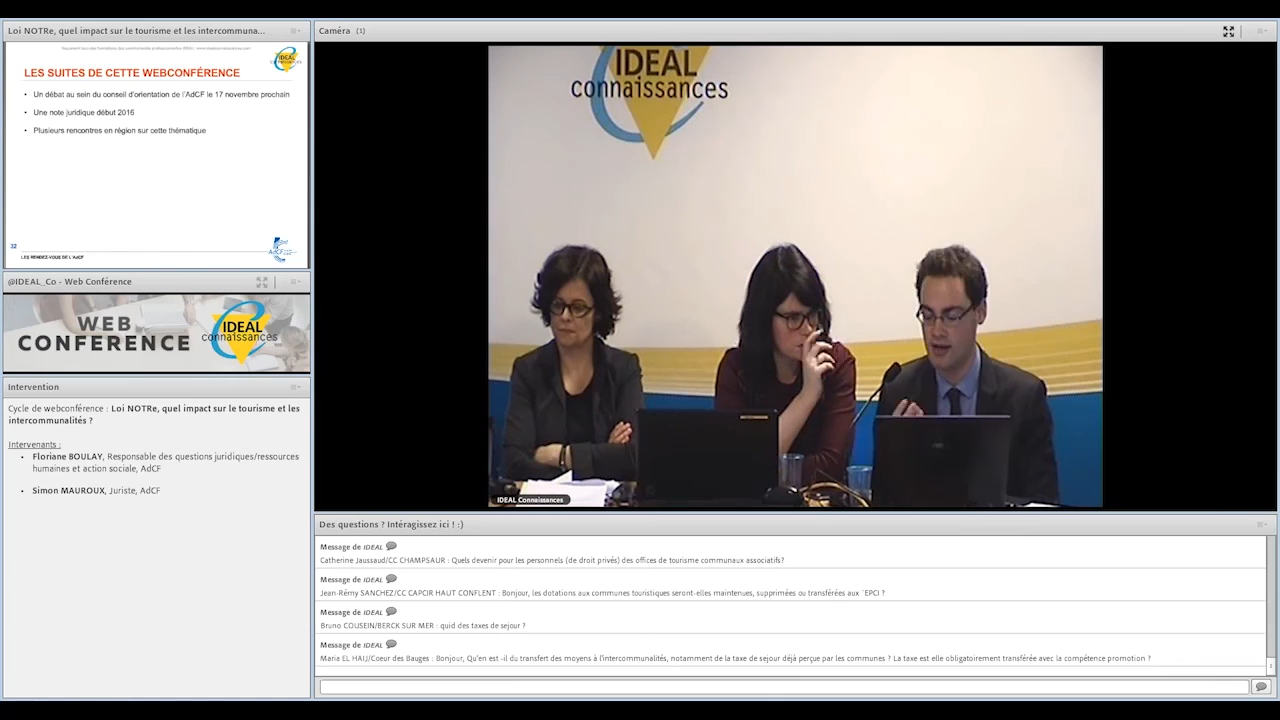 Loi NOTRe, quel impact sur le tourisme et les intercommuna...
IDEAL
connaissances
LES SUITES DE CETTE WEBCONFÉRENCE
• Un débat au sein du conseil d'orientation de l'AdCF le 17 novembre prochain
• Une note juridique début 2016
• Plusieurs rencontres en région sur cette thématique
32
LES RENDEZ-VOUS DE L'AdCF
AdCF
@IDEAL_Co - Web Conférence
WEB
CONFERENCE
IDEAL
connaissances
Intervention
Cycle de webconférence : Loi NOTRe, quel impact sur le tourisme et les
intercommunalités ?
Intervenants :
• Floriane BOULAY, Responsable des questions juridiques/ressources
humaines et action sociale, AdCF
• Simon MAUROUX, Juriste, AdCF
Caméra (1)
IDEAL
connaissances
IDEAL Connaissances
Des questions ? Intéragissez ici ! :)
Message de IDEAL
Catherine Jaussaud/CC CHAMPSAUR : Quels devenir pour les personnels (de droit privés) des offices de tourisme communaux associatifs?
Message de IDEAL
Jean-Rémy SANCHEZ/CC CAPCIR HAUT CONFLENT : Bonjour, les dotations aux communes touristiques seront-elles maintenues, supprimées ou transférées aux ¨EPCI ?
Message de IDEAL
Bruno COUSEIN/BERCK SUR MER : quid des taxes de sejour ?
Message de IDEAL
Maria EL HAIJ/Coeur des Bauges : Bonjour, Qu'en est -il du transfert des moyens à l'intercommunalités, notamment de la taxe de sejour déjà perçue par les communes ? La taxe est elle obligatoirement transférée avec la compétence promotion ?